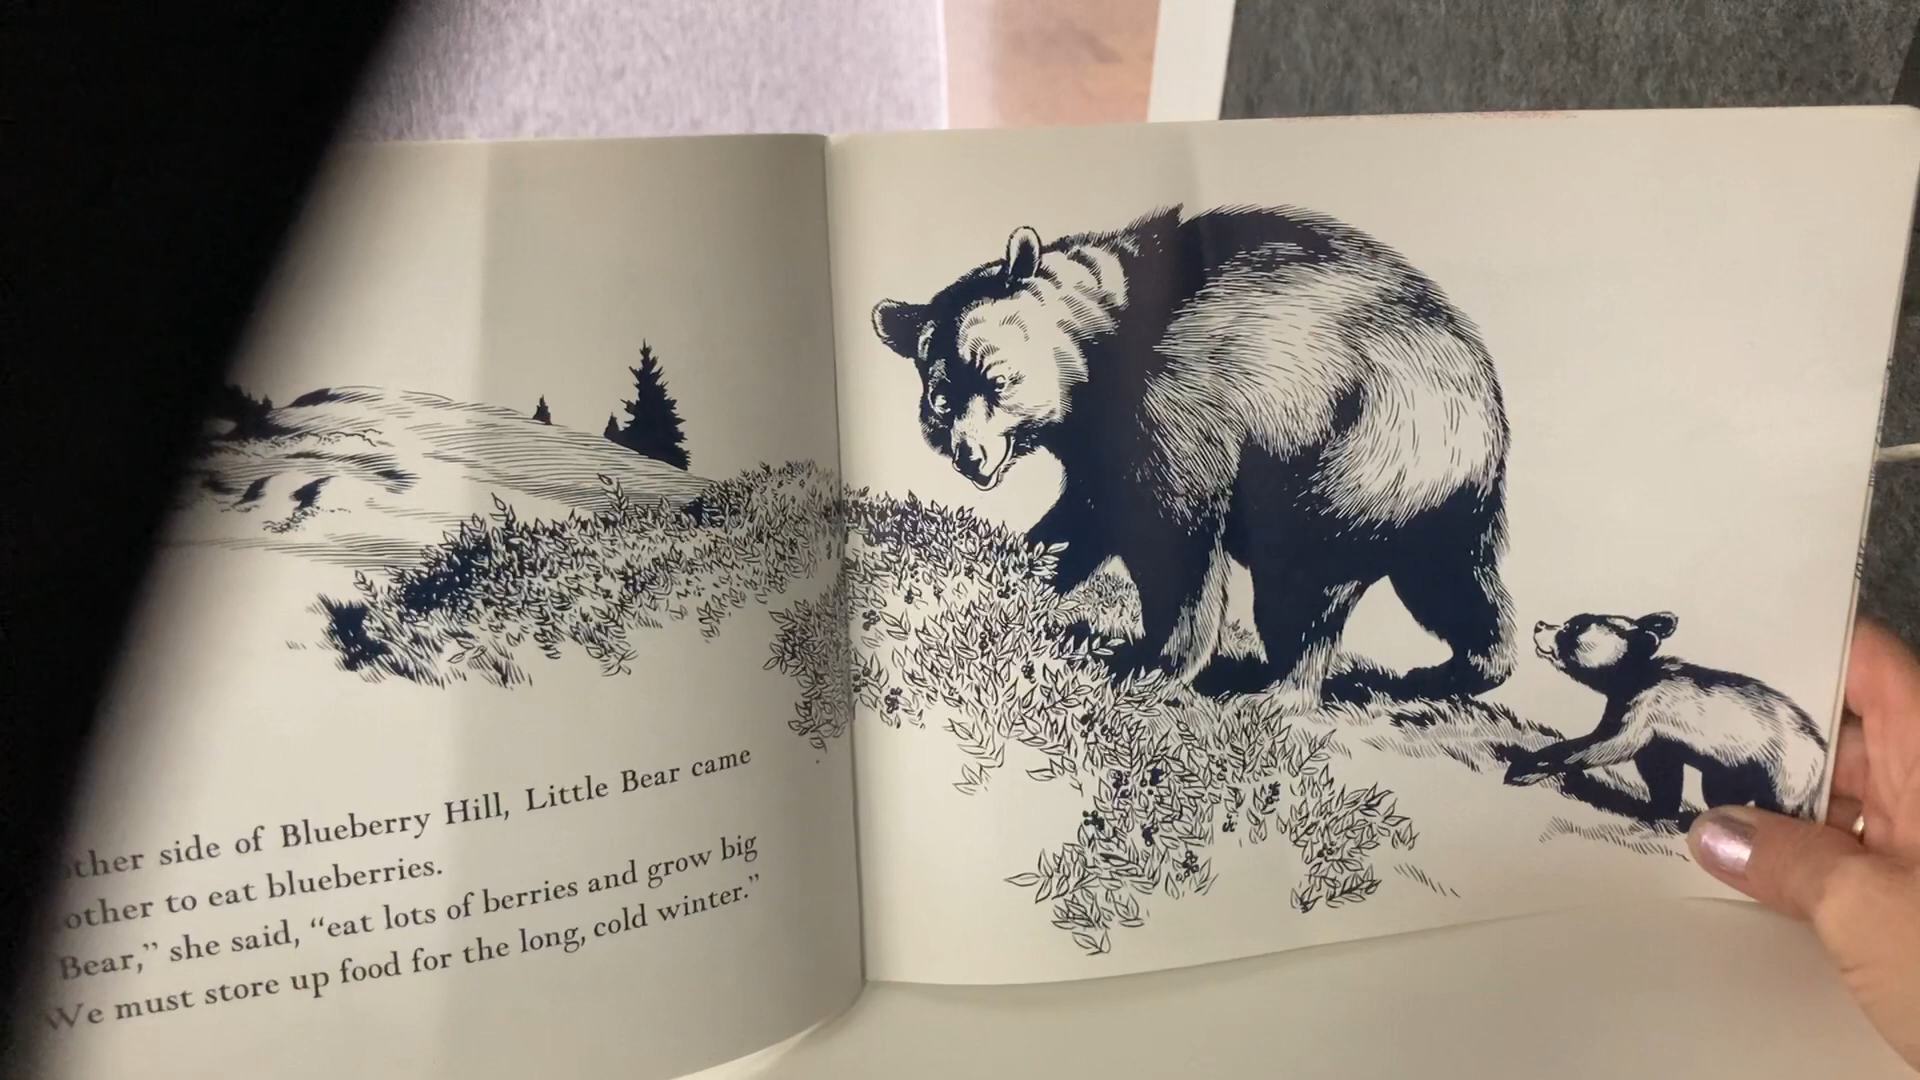 other side of Blueberry Hill, Little Bear came
other to eat blueberries.
Bear,” she said, “eat lots of berries and grow big
We must store up food for the long, cold winter.”